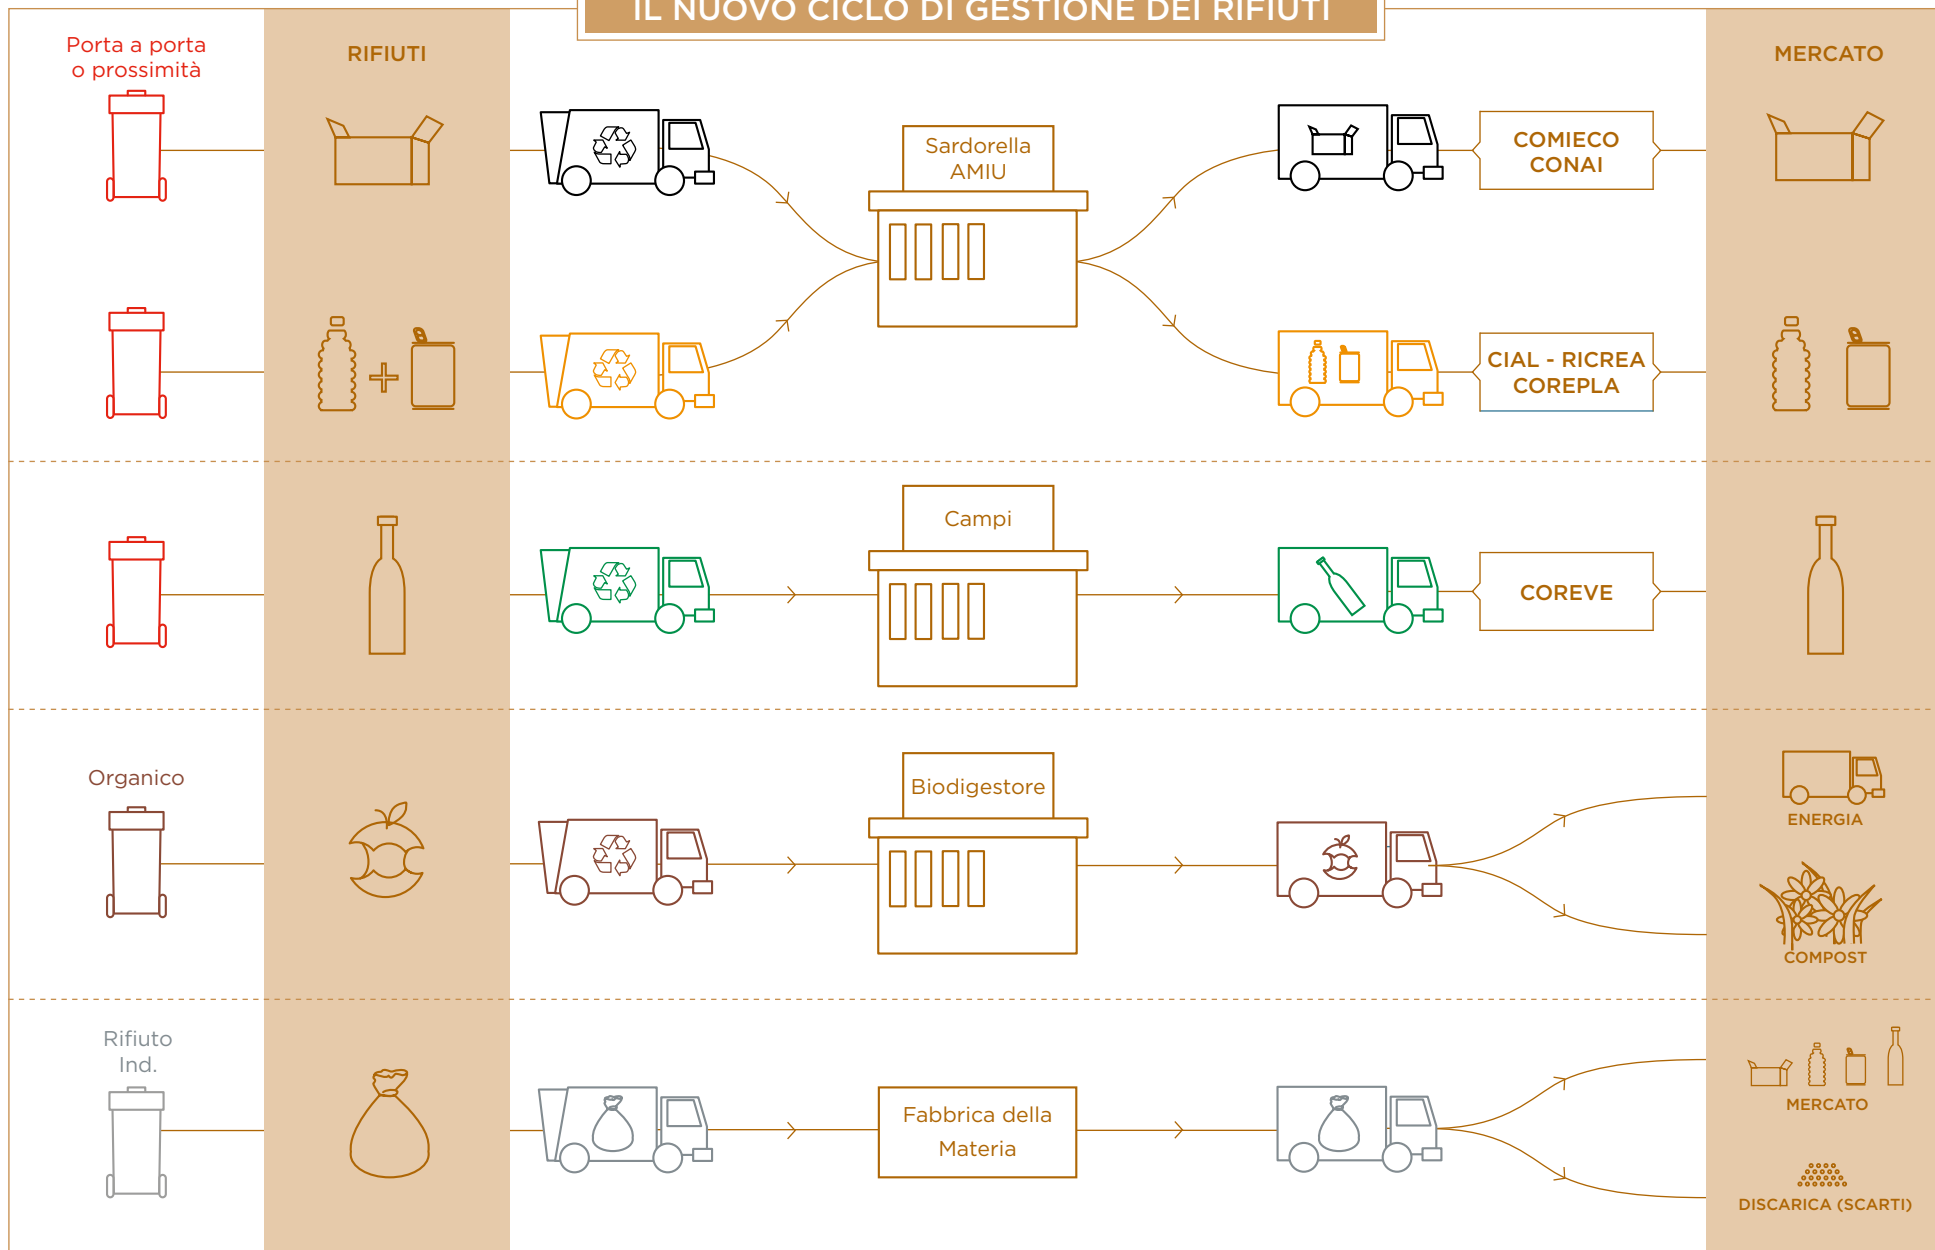 IL NUOVO CICLO DI GESTIONE DEI RIFIUTI
Porta a porta
o prossimità
RIFIUTI
MERCATO
Sardorella
AMIU
COMIECO
CONAI
CIAL - RICREA
COREPLA
Campi
COREVE
Organico
Biodigestore
ENERGIA
COMPOST
Rifiuto
Ind.
Fabbrica della
Materia
MERCATO
DISCARICA (SCARTI)